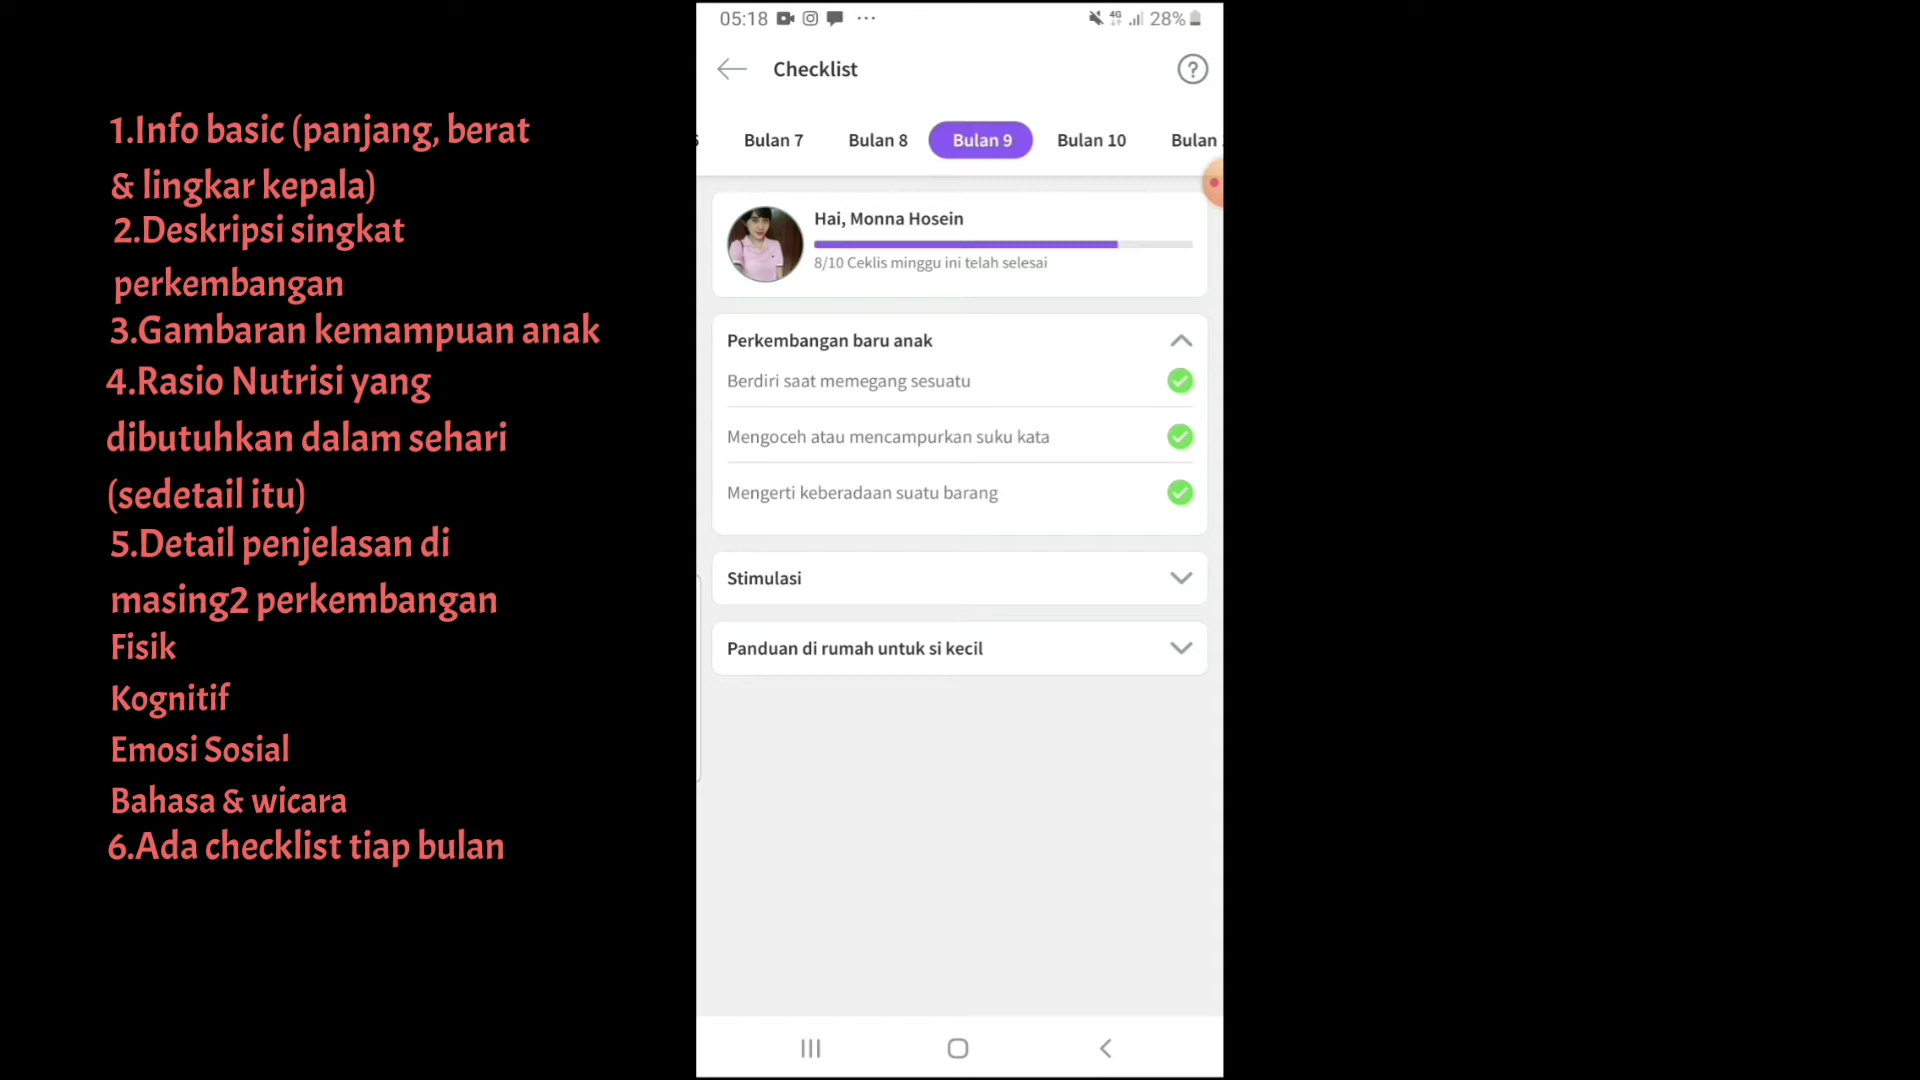 1.Info basic (panjang, berat
& lingkar kepala)
2.Deskripsi singkat
perkembangan
3.Gambaran kemampuan anak
4.Rasio Nutrisi yang
dibutuhkan dalam sehari
(sedetail itu)
5.Detail penjelasan di
masing2 perkembangan
Fisik
Kognitif
Emosi Sosial
Bahasa & wicara
6.Ada checklist tiap bulan
05:18 4G 28%
Checklist
Bulan 7 Bulan 8 Bulan 9 Bulan 10 Bulan
Hai, Monna Hosein
8/10 Ceklis minggu ini telah selesai
Perkembangan baru anak
Berdiri saat memegang sesuatu
Mengoceh atau mencampurkan suku kata
Mengerti keberadaan suatu barang
Stimulasi
Panduan di rumah untuk si kecil